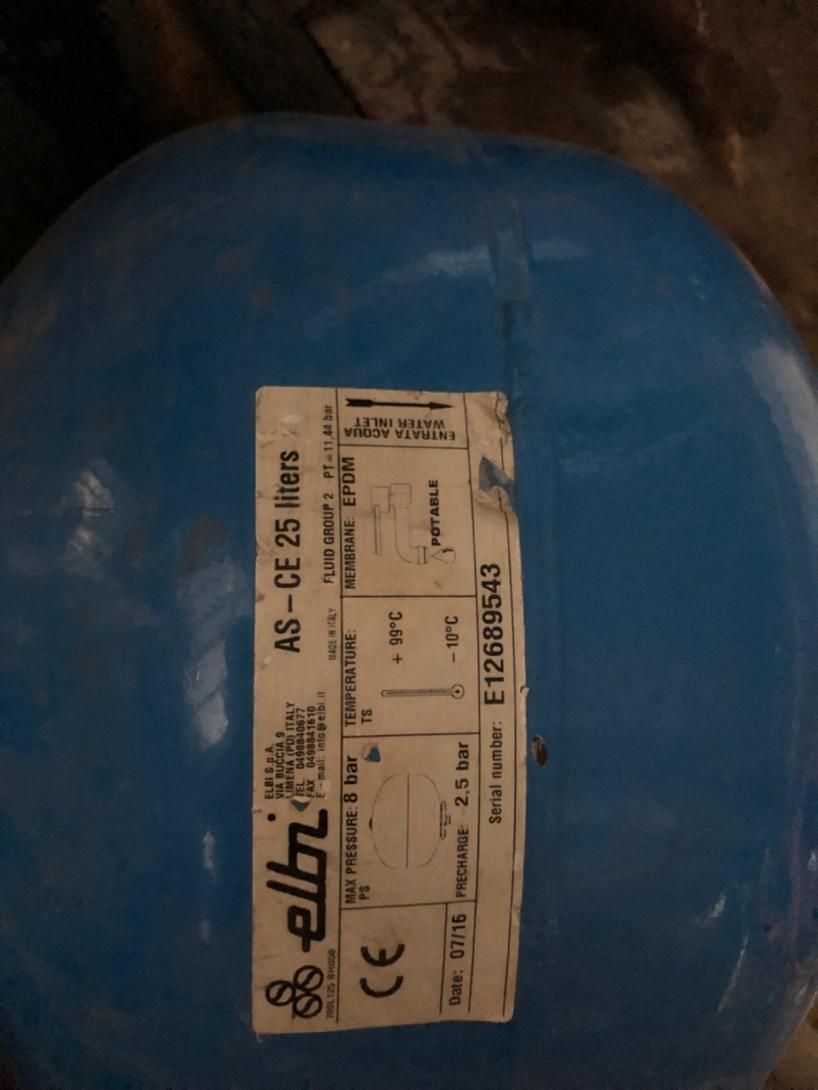 elbi
ELBI S.p.A.
VIA BUCCIA 9
LIMENA (PD) ITALY
TEL 0498840677
FAX 0498841610
E-mail: info@elbi.it
AS-CE 25 liters
MADE IN ITALY
FLUID GROUP 2 PT=11,44 bar
CE
Date: 07/16
MAX PRESSURE: 8 bar
PS
PRECHARGE: 2,5 bar
TEMPERATURE:
TS
+ 99°C
- 10°C
MEMBRANE: EPDM
POTABLE
ENTRATA ACQUA
WATER INLET
Serial number: E12689543